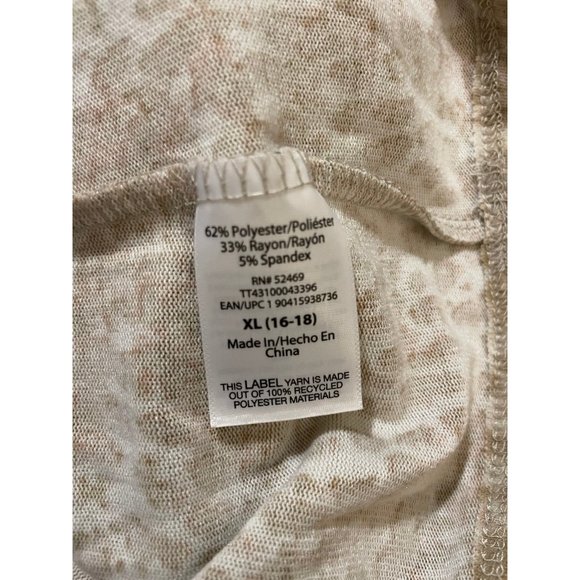 62% Polyester/Poliéster
33% Rayon/Rayón
5% Spandex
RN# 52469
TT43100043396
EAN/UPC 1 90415938736
XL (16-18)
Made In/Hecho En
China
THIS LABEL YARN IS MADE
OUT OF 100% RECYCLED
POLYESTER MATERIALS